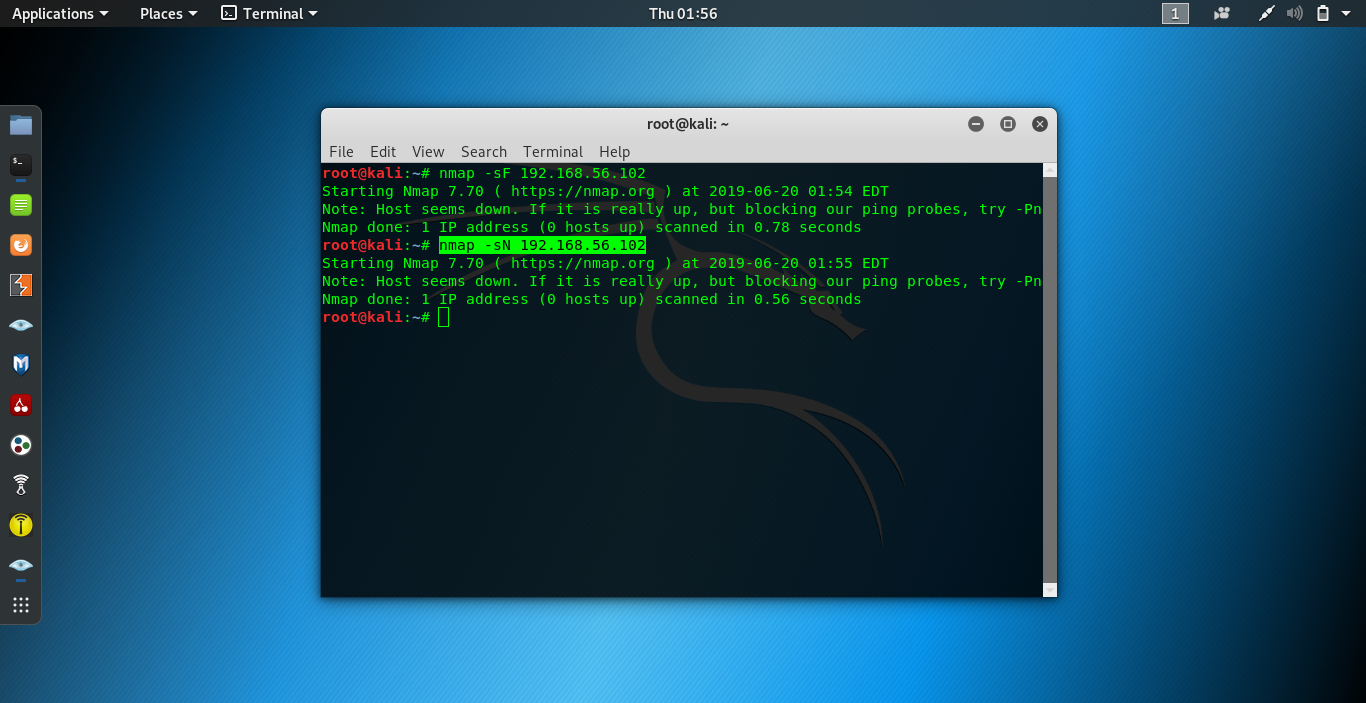 Applications Places Terminal Thu 01:56 1
root@kali: ~
File Edit View Search Terminal Help
root@kali:~# nmap -sF 192.168.56.102
Starting Nmap 7.70 ( https://nmap.org ) at 2019-06-20 01:54 EDT
Note: Host seems down. If it is really up, but blocking our ping probes, try -Pn
Nmap done: 1 IP address (0 hosts up) scanned in 0.78 seconds
root@kali:~# nmap -sN 192.168.56.102
Starting Nmap 7.70 ( https://nmap.org ) at 2019-06-20 01:55 EDT
Note: Host seems down. If it is really up, but blocking our ping probes, try -Pn
Nmap done: 1 IP address (0 hosts up) scanned in 0.56 seconds
root@kali:~#